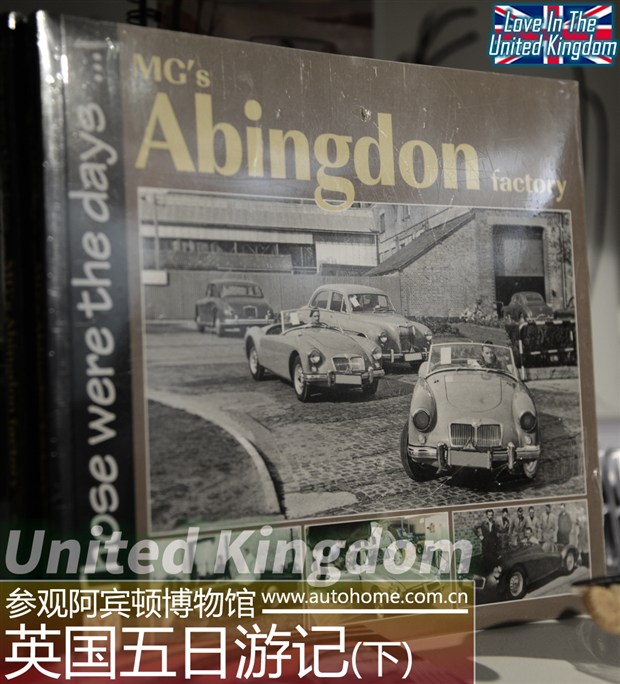 Love In The
United Kingdom
MG's
Abingdon factory
those were the days ...
United Kingdom
参观阿宾顿博物馆 www.autohome.com.cn
英国五日游记(下)